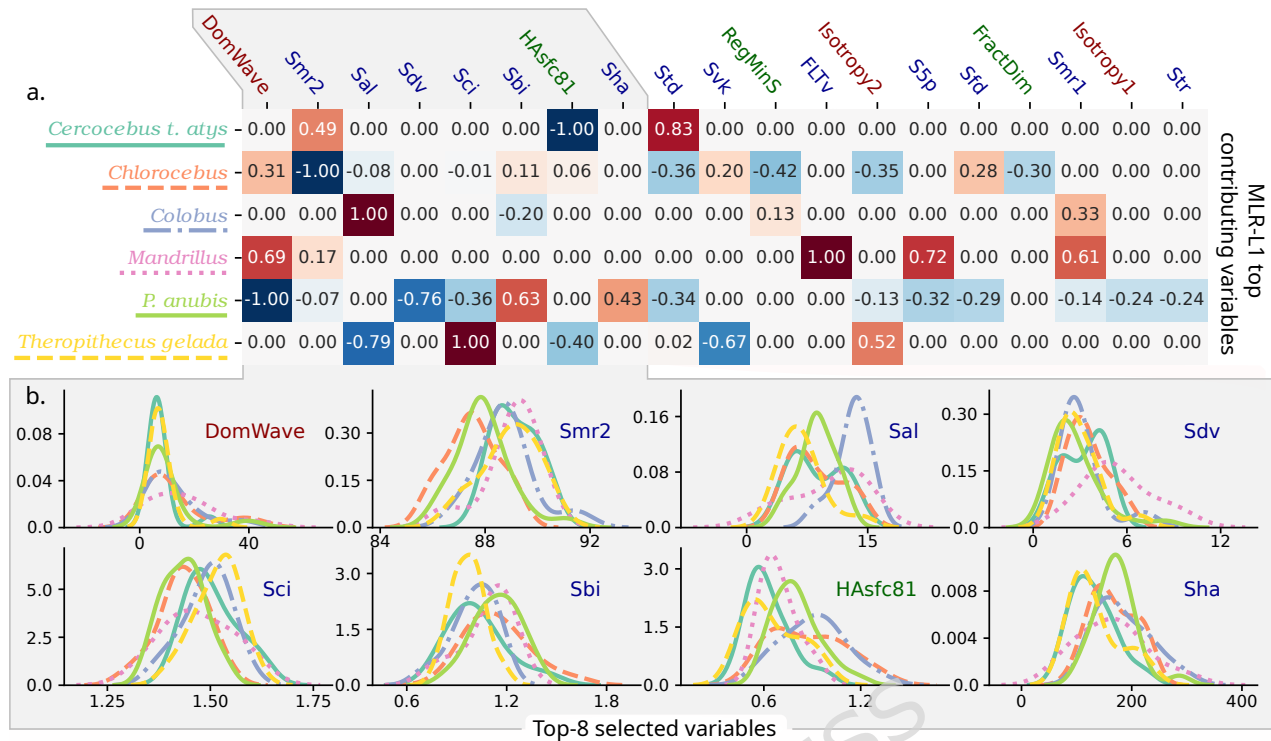 a.
DomWave Smr2 Sal Sdv Sci Sbi HAsfc81 Sha Std Svk RegMinS FLTv Isotropy2 S5p Sfd FractDim Smr1 Isotropy1 Str
Cercocebus t. atys 0.00 0.49 0.00 0.00 0.00 0.00 -1.00 0.00 0.83 0.00 0.00 0.00 0.00 0.00 0.00 0.00 0.00 0.00 0.00
Chlorocebus 0.31 -1.00 -0.08 0.00 -0.01 0.11 0.06 0.00 -0.36 0.20 -0.42 0.00 -0.35 0.00 0.28 -0.30 0.00 0.00 0.00
Colobus 0.00 0.00 1.00 0.00 0.00 -0.20 0.00 0.00 0.00 0.00 0.13 0.00 0.00 0.00 0.00 0.00 0.33 0.00 0.00
Mandrillus 0.69 0.17 0.00 0.00 0.00 0.00 0.00 0.00 0.00 0.00 0.00 1.00 0.00 0.72 0.00 0.00 0.61 0.00 0.00
P. anubis -1.00 -0.07 0.00 -0.76 -0.36 0.63 0.00 0.43 -0.34 0.00 0.00 0.00 -0.13 -0.32 -0.29 0.00 -0.14 -0.24 -0.24
Theropithecus gelada 0.00 0.00 -0.79 0.00 1.00 0.00 -0.40 0.00 0.02 -0.67 0.00 0.00 0.52 0.00 0.00 0.00 0.00 0.00 0.00
MLR-L1 top
contributing variables
b.
DomWave
0.08
0.04
0.0
0 40
Smr2
0.30
0.15
0.0
84 88 92
Sal
0.16
0.08
0.0
0 15
Sdv
0.30
0.15
0.0
0 6 12
Sci
5.0
2.5
0.0
1.25 1.50 1.75
Sbi
3.0
1.5
0.0
0.6 1.2 1.8
HAsfc81
3.0
1.5
0.0
0.6 1.2
Sha
0.008
0.004
0.0
0 200 400
Top-8 selected variables